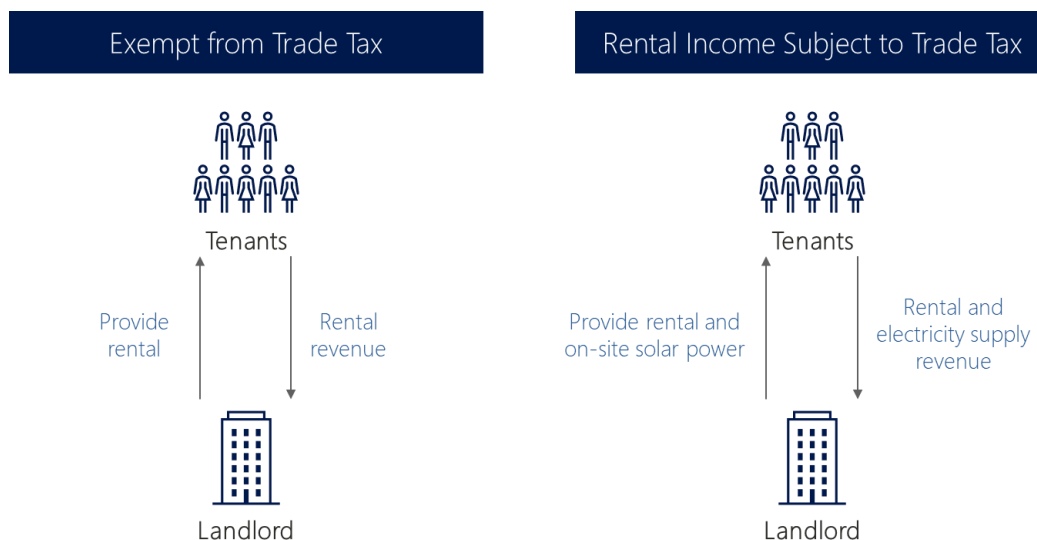 Exempt from Trade Tax
Tenants
Provide
rental
Rental
revenue
Landlord
Rental Income Subject to Trade Tax
Tenants
Provide rental and
on-site solar power
Rental and
electricity supply
revenue
Landlord